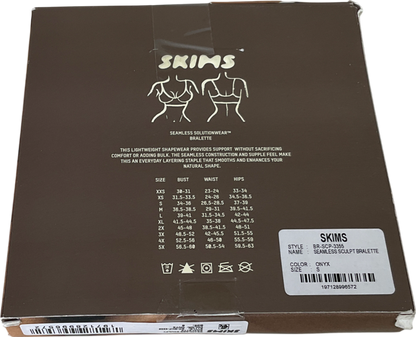 SKIMS
SEAMLESS SOLUTIONWEAR™
BRALETTE
THIS LIGHTWEIGHT SHAPEWEAR PROVIDES SUPPORT WITHOUT SACRIFICING
COMFORT OR ADDING BULK. THE SEAMLESS CONSTRUCTION AND SUPPLE FEEL MAKE
THIS AN EVERYDAY LAYERING STAPLE THAT SMOOTHS AND ENHANCES YOUR
NATURAL SHAPE.
SIZE BUST WAIST HIPS
XXS 30-31 23-24 33-34
XS 31.5-33.5 24-26 34.5-36.5
S 34-36 26.5-28.5 37-39
M 36.5-38.5 29-31 39.5-41.5
L 39-41 31.5-34.5 42-44
XL 41.5-44.5 35-38 44.5-47.5
2X 45-48 38.5-41.5 48-51
3X 48.5-52 42-45.5 51.5-55
4X 52.5-56 46-50 55.5-59
5X 56.5-60 50.5-54 59.5-63
SKIMS
STYLE BR-SCP-3355
NAME SEAMLESS SCULPT BRALETTE
COLOR ONYX
SIZE S
197128996572